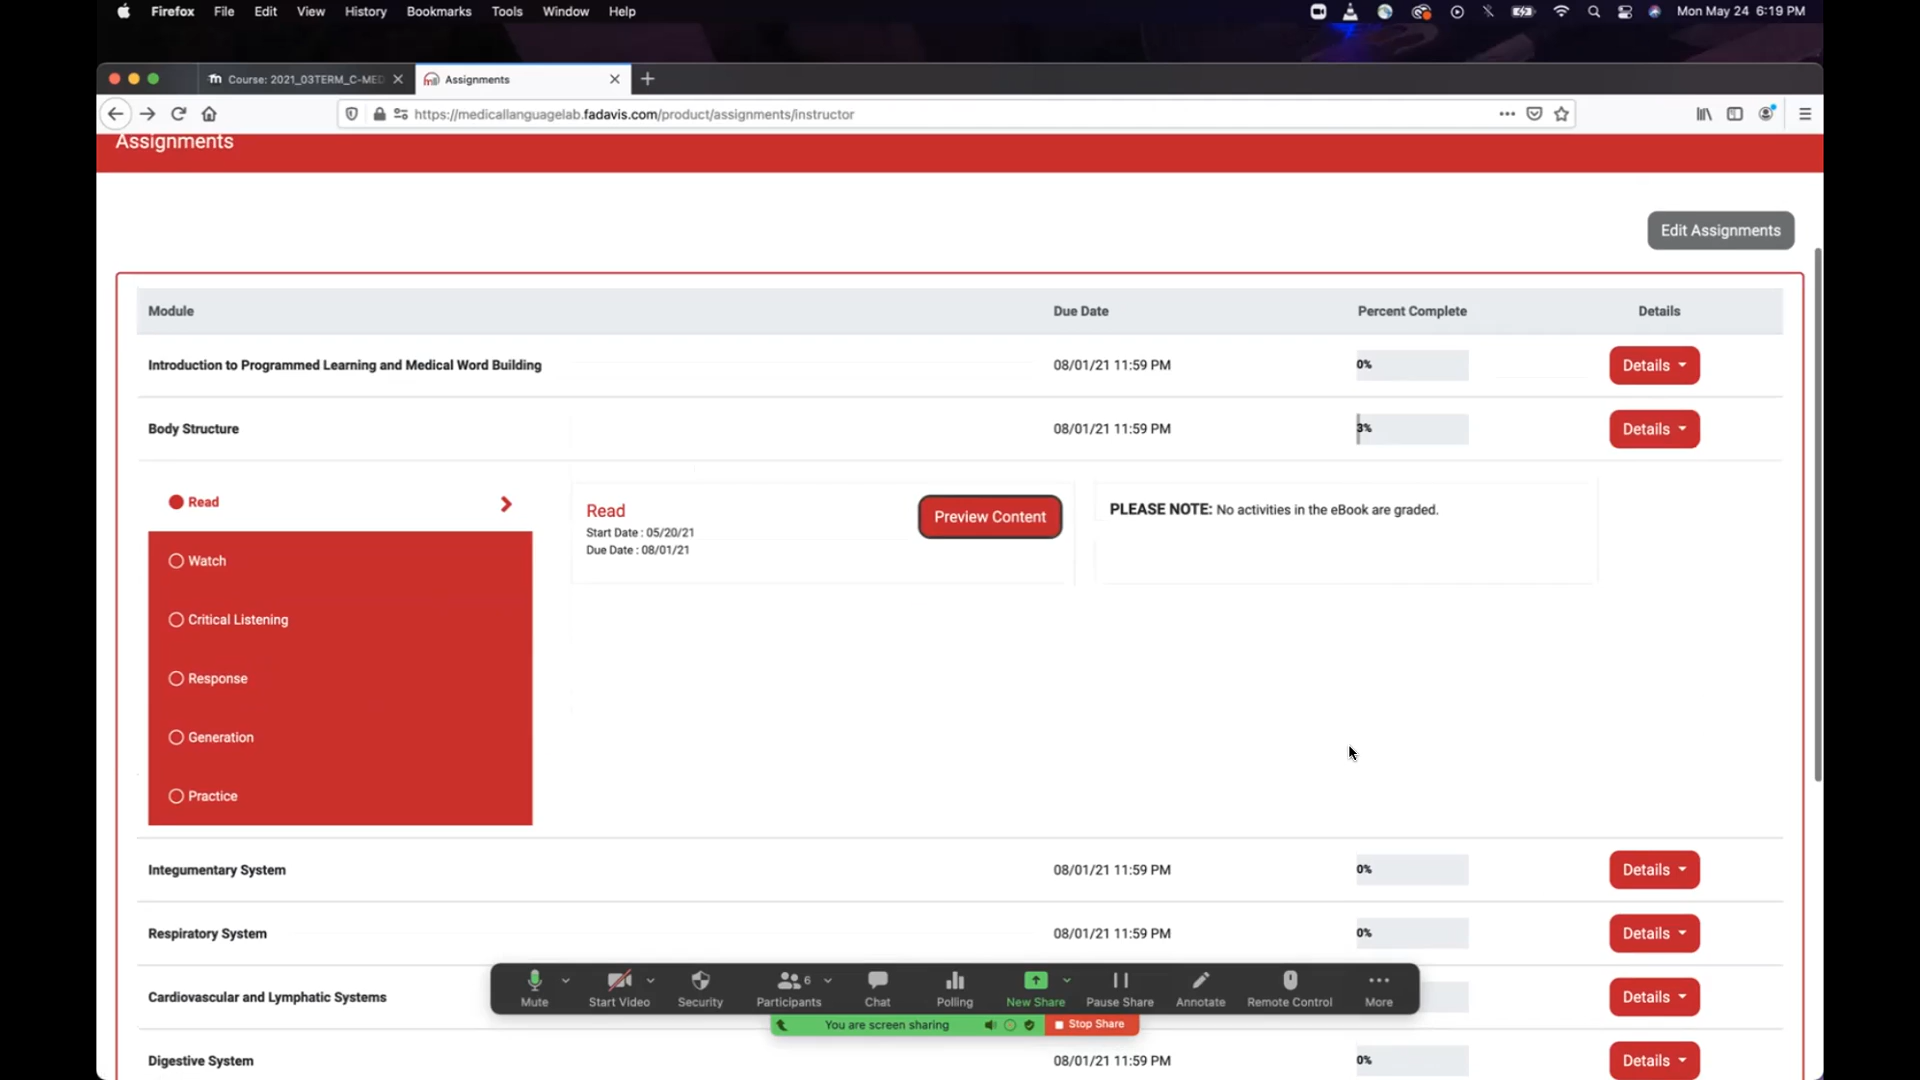 Firefox File Edit View History Bookmarks Tools Window Help Mon May 24 6:19 PM
Course: 2021_03TERM_C-MED Assignments
https://medicallanguagelab.fadavis.com/product/assignments/instructor
Assignments
Edit Assignments
Module Due Date Percent Complete Details
Introduction to Programmed Learning and Medical Word Building 08/01/21 11:59 PM 0% Details
Body Structure 08/01/21 11:59 PM 3% Details
Read
Watch
Critical Listening
Response
Generation
Practice
Read
Start Date : 05/20/21
Due Date : 08/01/21
Preview Content
PLEASE NOTE: No activities in the eBook are graded.
Integumentary System 08/01/21 11:59 PM 0% Details
Respiratory System 08/01/21 11:59 PM 0% Details
Cardiovascular and Lymphatic Systems Details
6
Mute Start Video Security Participants Chat Polling New Share Pause Share Annotate Remote Control More
You are screen sharing Stop Share
Digestive System 08/01/21 11:59 PM 0% Details